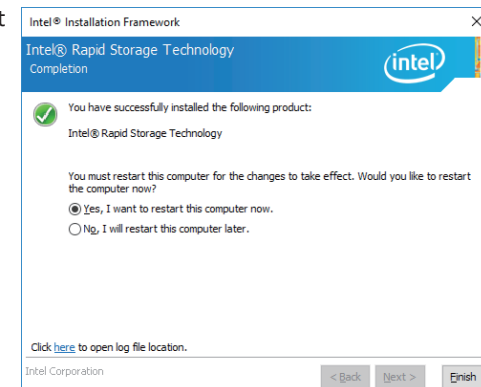 t
Intel® Installation Framework
Intel® Rapid Storage Technology
Completion
intel
You have successfully installed the following product:
Intel® Rapid Storage Technology
You must restart this computer for the changes to take effect. Would you like to restart
the computer now?
Yes, I want to restart this computer now.
No, I will restart this computer later.
Click here to open log file location.
Intel Corporation
< Back
Next >
Finish